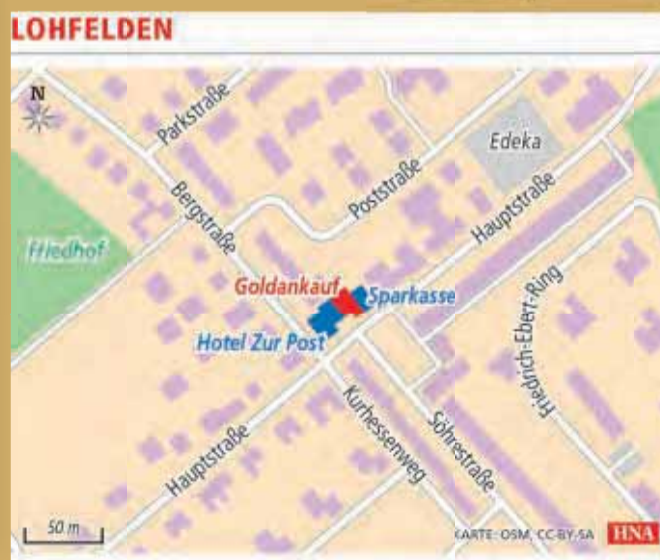 LOHFELDEN
N
Parkstraße
Edeka
Bergstraße
Poststraße
Hauptstraße
Friedhof
Goldankauf
Sparkasse
Hotel Zur Post
Friedrich-Ebert-Ring
Kurhessenweg
Söhrestraße
Hauptstraße
50 m
KARTE: OSM, CC-BY-SA
HNA